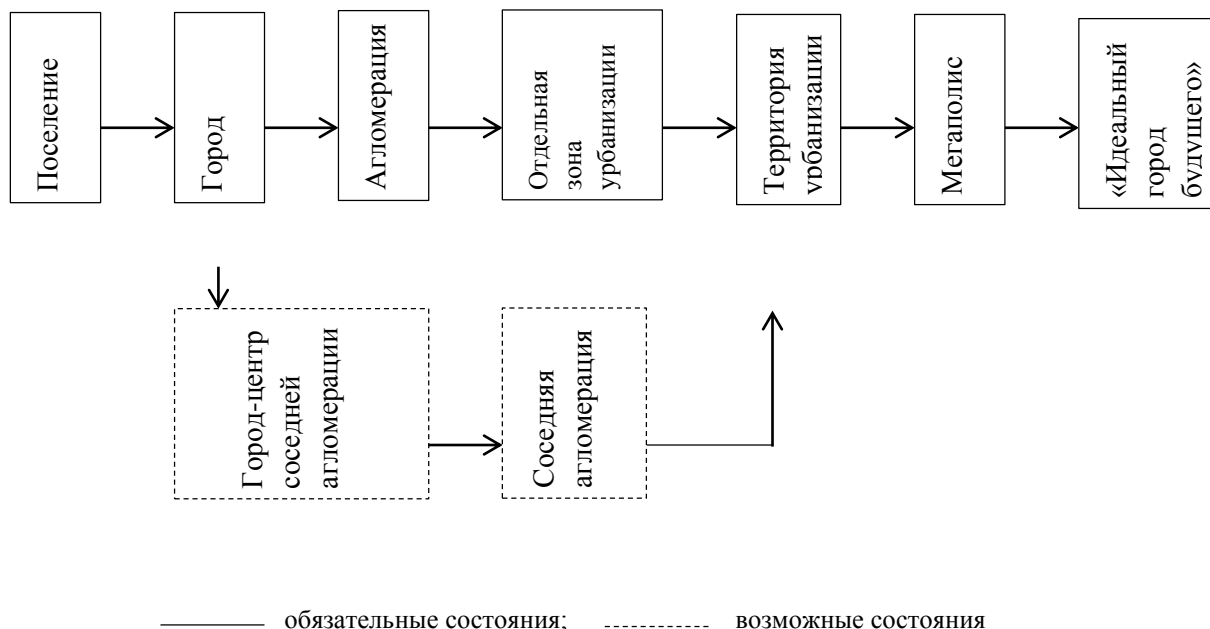 Поселение
Город
Агломерация
Отдельная
зона
урбанизации
Территория
урбанизации
Мегаполис
«Идеальный
город
будущего»
Город-центр
соседней
агломерации
Соседняя
агломерация
обязательные состояния; возможные состояния